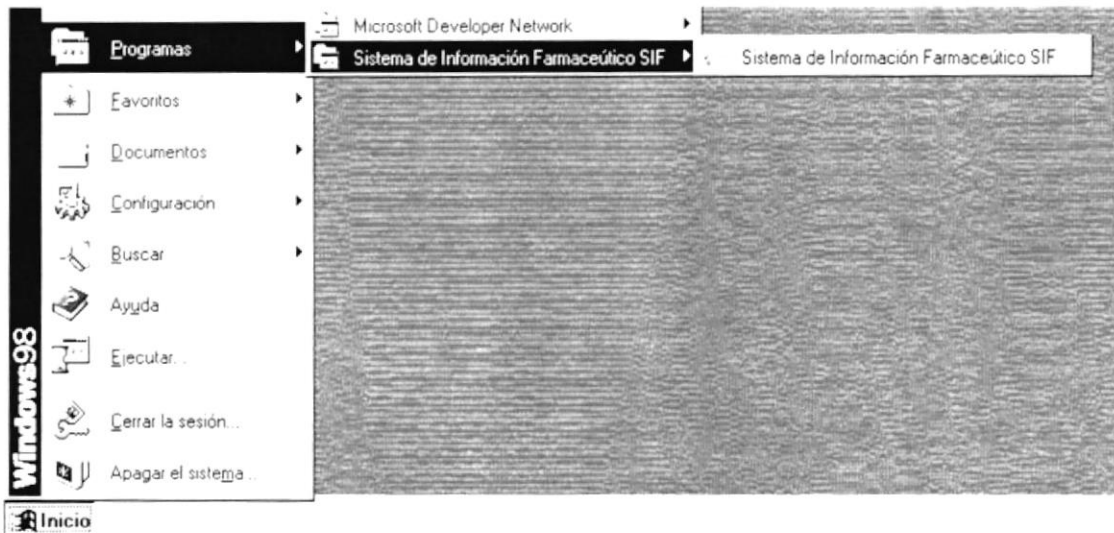 Microsoft Developer Network
Programas
Sistema de Información Farmaceútico SIF
Sistema de Información Farmaceútico SIF
Favoritos
Documentos
Configuración
Buscar
Ayuda
Ejecutar...
Cerrar la sesión...
Apagar el sistema...
Windows98
Inicio